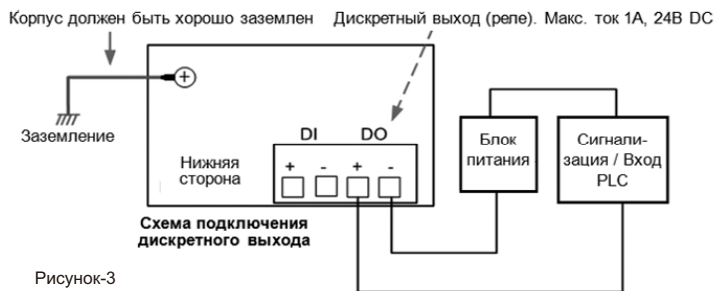 Корпус должен быть хорошо заземлен
Дискретный выход (реле). Макс. ток 1А, 24В DC
Заземление
DI DO
+ - + -
Нижняя
сторона
Блок
питания
Сигнали-
зация / Вход
PLC
Схема подключения
дискретного выхода
Рисунок-3